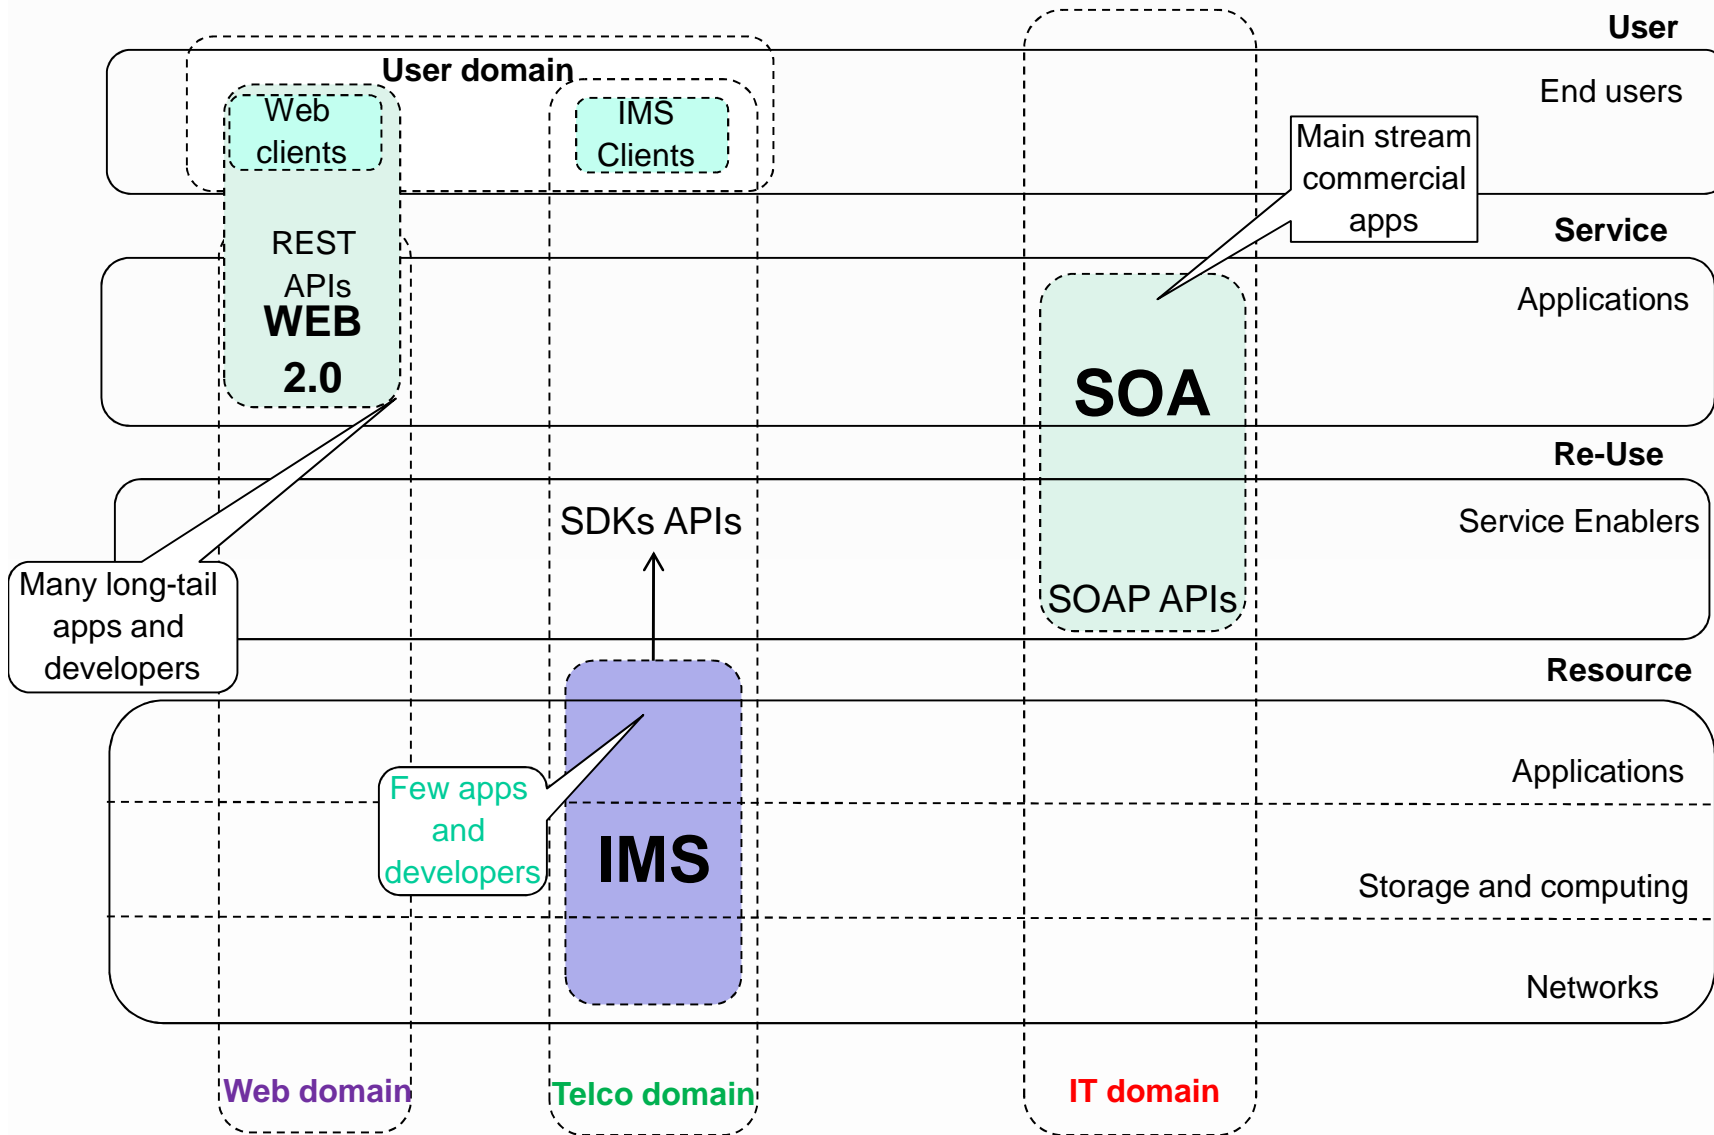 User
User domain
End users
Web
clients
IMS
Clients
Main stream
commercial
apps
Service
REST
APIs
WEB
2.0
Applications
SOA
Re-Use
Service Enablers
SDKs APIs
SOAP APIs
Many long-tail
apps and
developers
Resource
Applications
Few apps
and
developers
IMS
Storage and computing
Networks
Web domain
Telco domain
IT domain